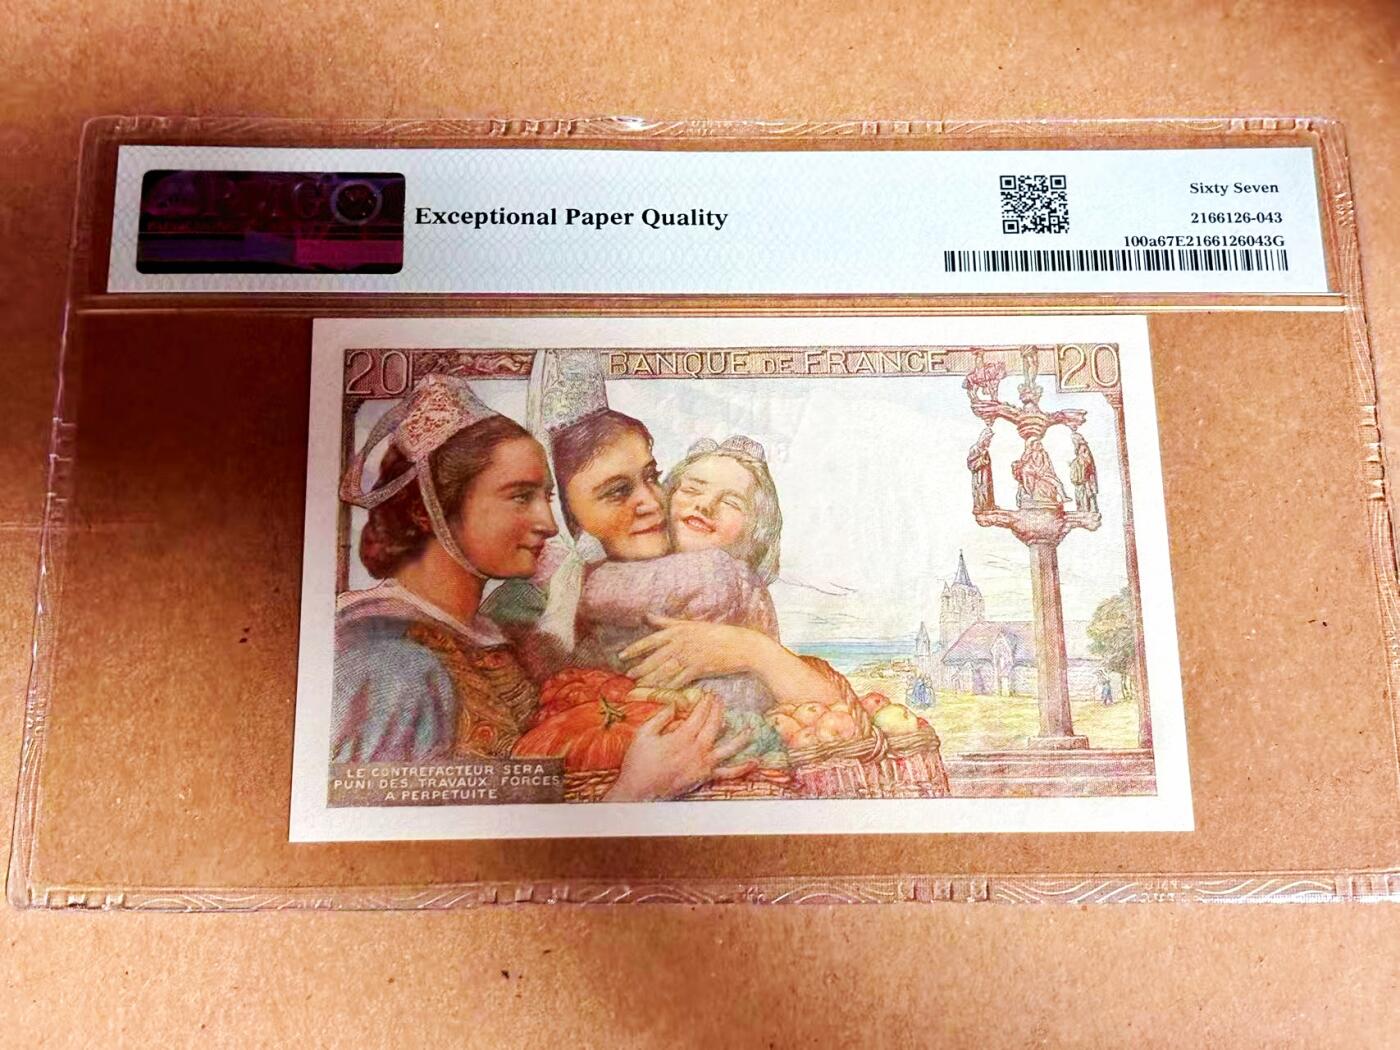 PMG
Exceptional Paper Quality
Sixty Seven
2166126-043
100a67E2166126043G
20 BANQUE DE FRANCE 20
LE CONTREFACTEUR SERA
PUNI DES TRAVAUX FORCES
A PERPETUITE